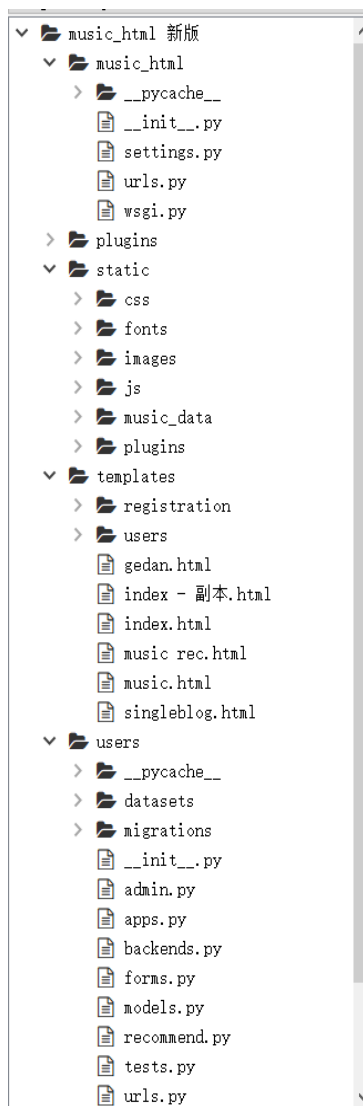 music_html 新版
music_html
__pycache__
__init__.py
settings.py
urls.py
wsgi.py
plugins
static
css
fonts
images
js
music_data
plugins
templates
registration
users
gedan.html
index - 副本.html
index.html
music rec.html
music.html
singleblog.html
users
__pycache__
datasets
migrations
__init__.py
admin.py
apps.py
backends.py
forms.py
models.py
recommend.py
tests.py
urls.py